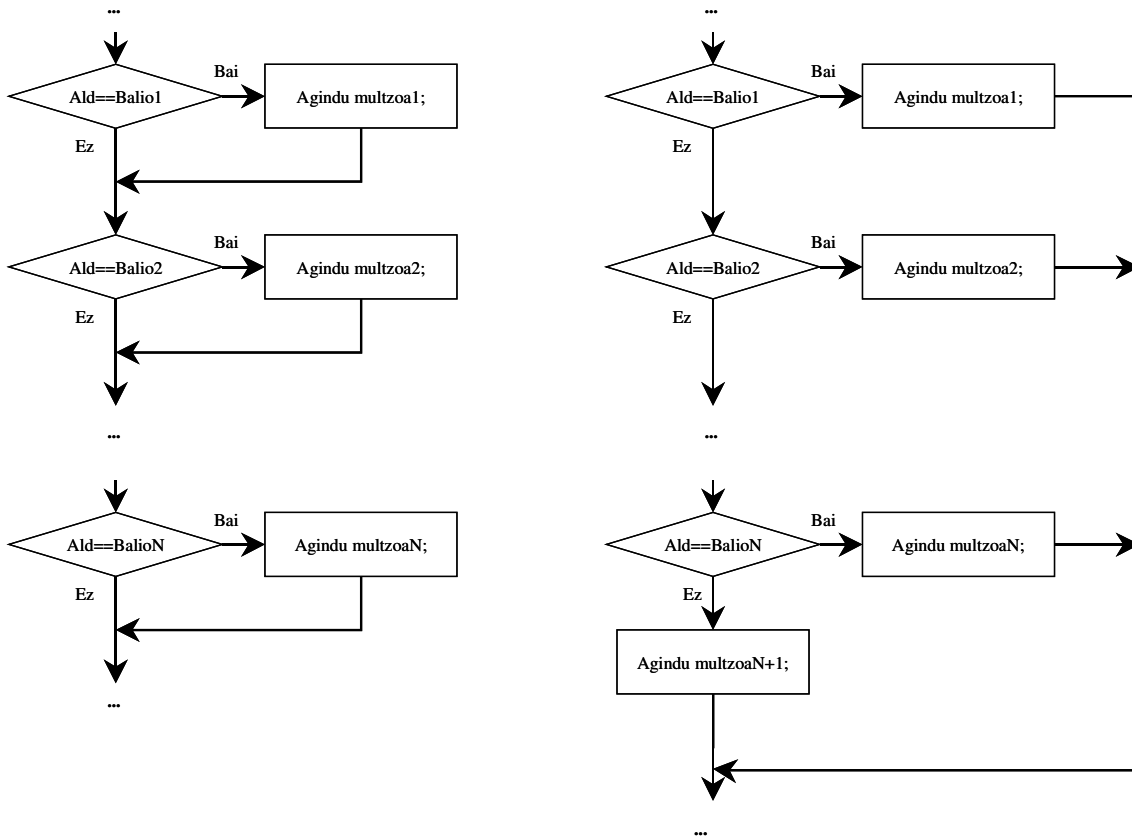 ...
Ald==Balio1
Bai
Agindu multzoa1;
Ez
Ald==Balio2
Bai
Agindu multzoa2;
Ez
...
Ald==BalioN
Bai
Agindu multzoaN;
Ez
...
...
Ald==Balio1
Bai
Agindu multzoa1;
Ez
Ald==Balio2
Bai
Agindu multzoa2;
Ez
...
Ald==BalioN
Bai
Agindu multzoaN;
Ez
Agindu multzoaN+1;
...